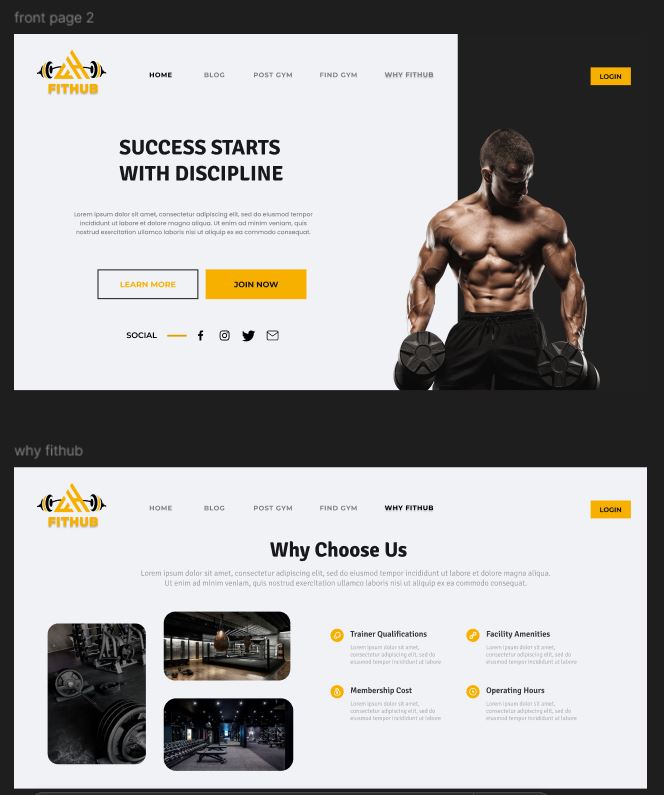 front page 2
FITHUB
HOME BLOG POST GYM FIND GYM WHY FITHUB
LOGIN
SUCCESS STARTS
WITH DISCIPLINE
Lorem ipsum dolor sit amet, consectetur adipiscing elit, sed do eiusmod tempor
incididunt ut labore et dolore magna aliqua. Ut enim ad minim veniam, quis
nostrud exercitation ullamco laboris nisi ut aliquip ex ea commodo consequat.
LEARN MORE
JOIN NOW
SOCIAL
why fithub
FITHUB
HOME BLOG POST GYM FIND GYM WHY FITHUB
LOGIN
Why Choose Us
Lorem ipsum dolor sit amet, consectetur adipiscing elit, sed do eiusmod tempor incididunt ut labore et dolore magna aliqua.
Ut enim ad minim veniam, quis nostrud exercitation ullamco laboris nisi ut aliquip ex ea commodo consequat.
Trainer Qualifications
Lorem ipsum dolor sit amet,
consectetur adipiscing elit, sed do
eiusmod tempor incididunt ut labore
Facility Amenities
Lorem ipsum dolor sit amet,
consectetur adipiscing elit, sed do
eiusmod tempor incididunt ut labore
Membership Cost
Lorem ipsum dolor sit amet,
consectetur adipiscing elit, sed do
eiusmod tempor incididunt ut labore
Operating Hours
Lorem ipsum dolor sit amet,
consectetur adipiscing elit, sed do
eiusmod tempor incididunt ut labore